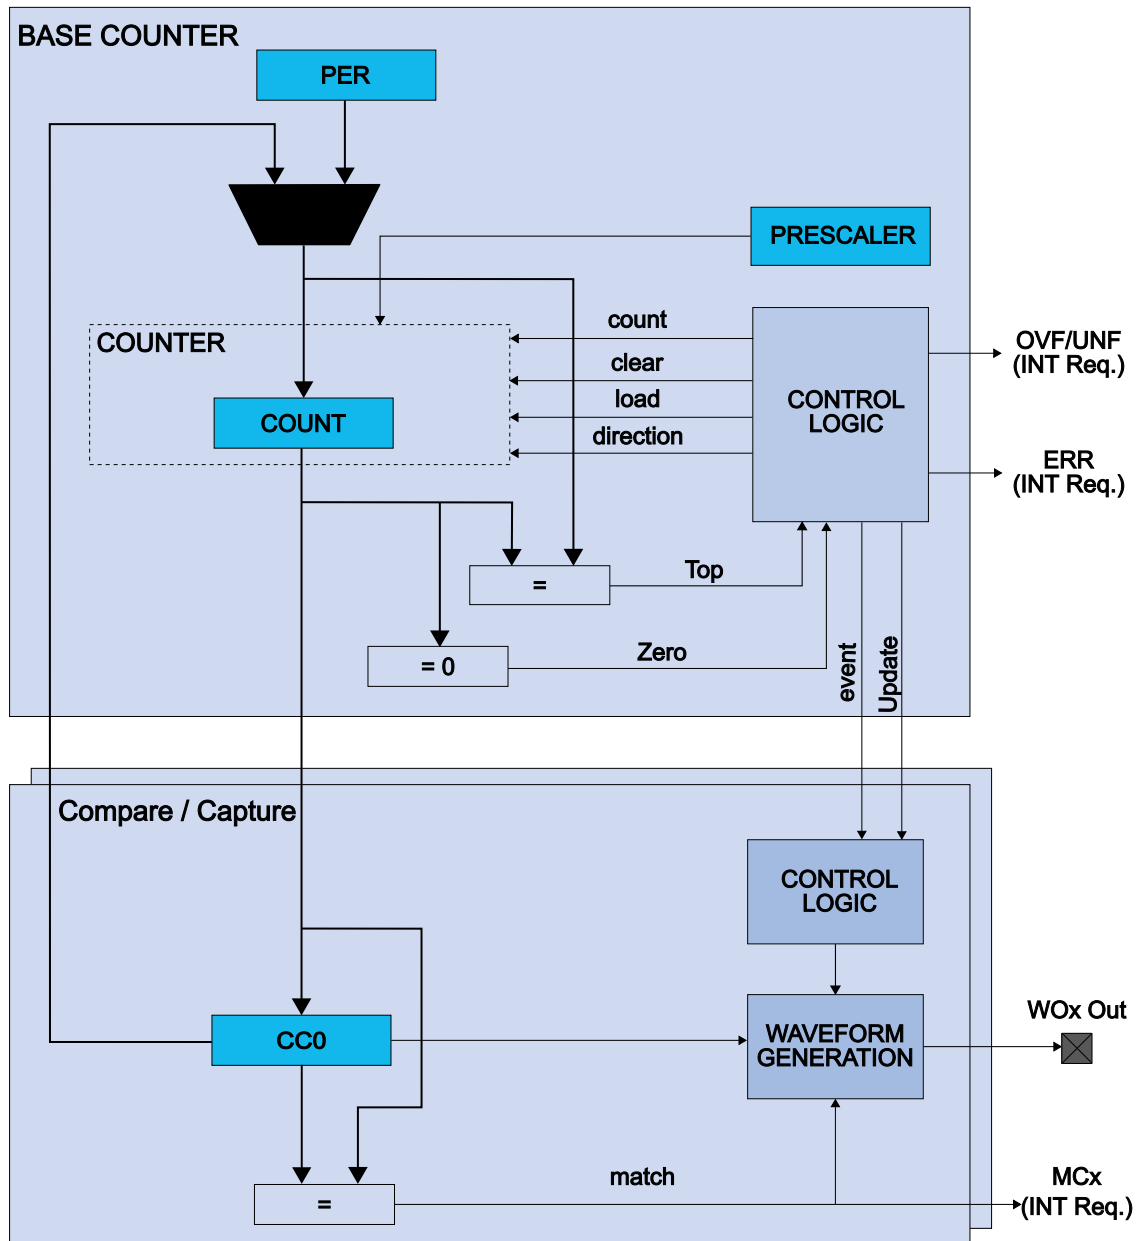 BASE COUNTER
PER
PRESCALER
COUNTER
count
clear
load
direction
COUNT
CONTROL
LOGIC
OVF/UNF
(INT Req.)
ERR
(INT Req.)
=
Top
= 0
Zero
event
Update
Compare / Capture
CONTROL
LOGIC
CC0
WAVEFORM
GENERATION
WOx Out
=
match
MCx
(INT Req.)